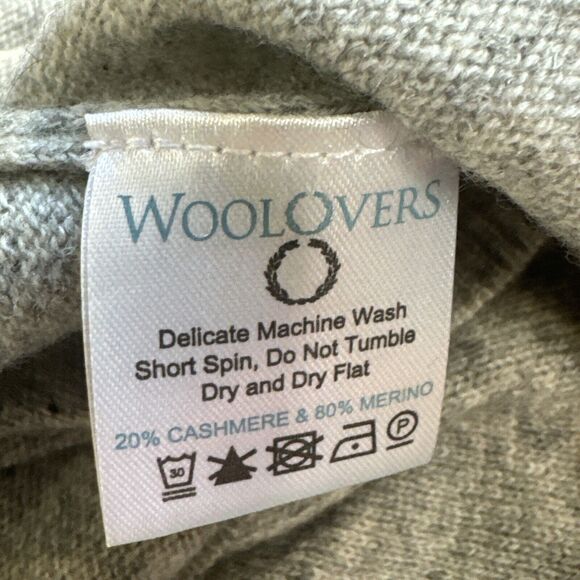 WOOLOVERS
Delicate Machine Wash
Short Spin, Do Not Tumble
Dry and Dry Flat
20% CASHMERE & 80% MERINO
30 P